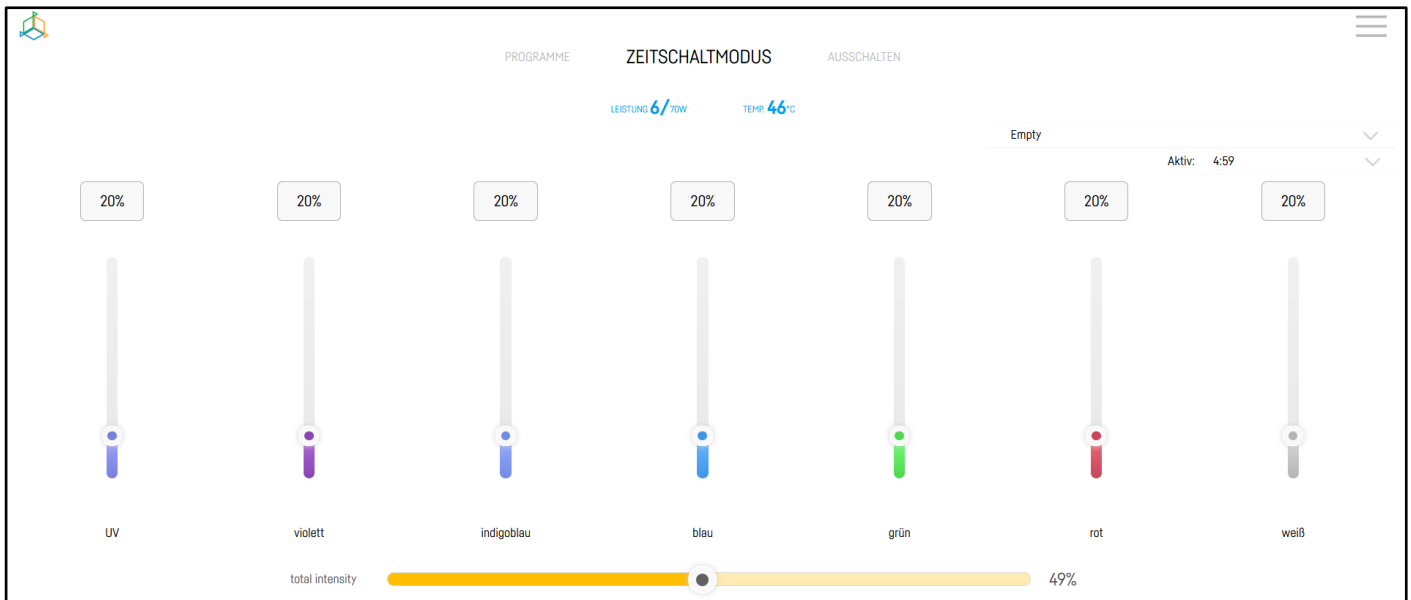 PROGRAMME ZEITSCHALTMODUS AUSSCHALTEN
LEISTUNG 6/70W TEMP. 46°C
Empty
Aktiv: 4:59
20% 20% 20% 20% 20% 20% 20%
UV violett indigoblau blau grün rot weiß
total intensity 49%